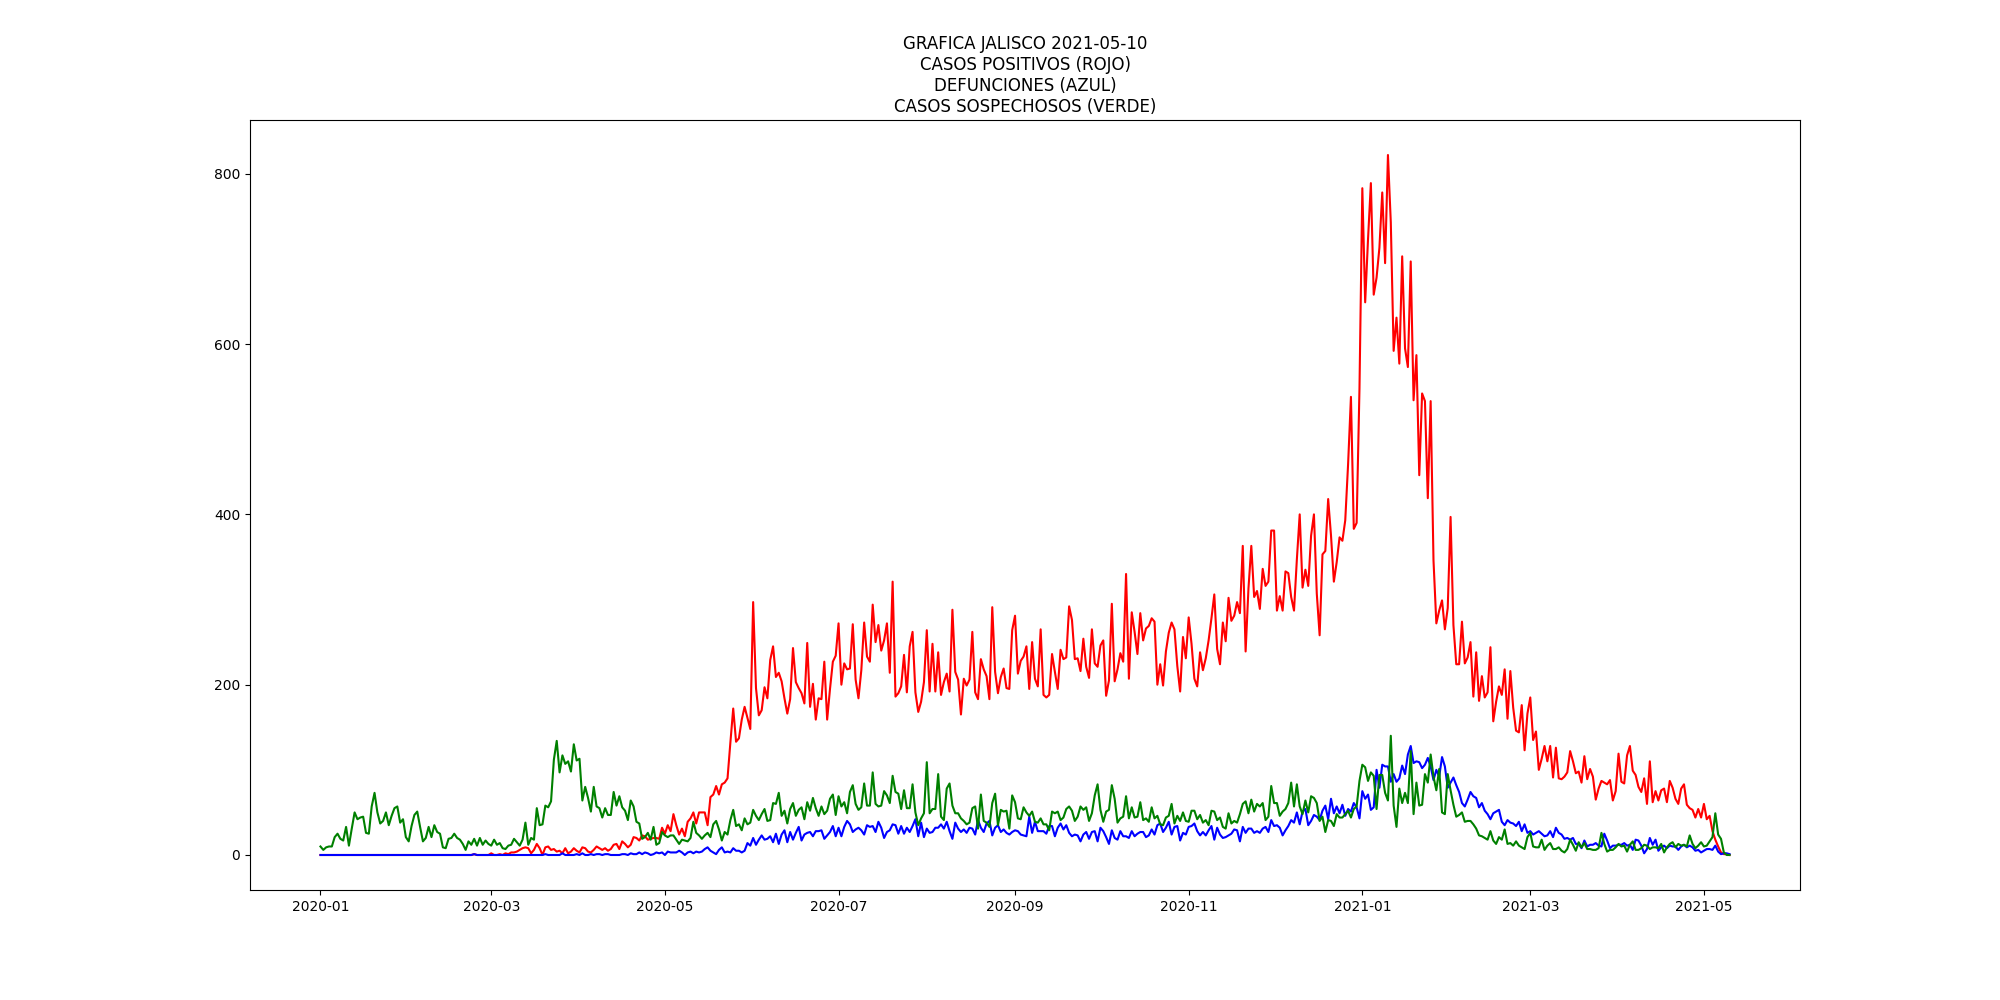 GRAFICA JALISCO 2021-05-10
CASOS POSITIVOS (ROJO)
DEFUNCIONES (AZUL)
CASOS SOSPECHOSOS (VERDE)
800
600
400
200
0
2020-01 2020-03 2020-05 2020-07 2020-09 2020-11 2021-01 2021-03 2021-05